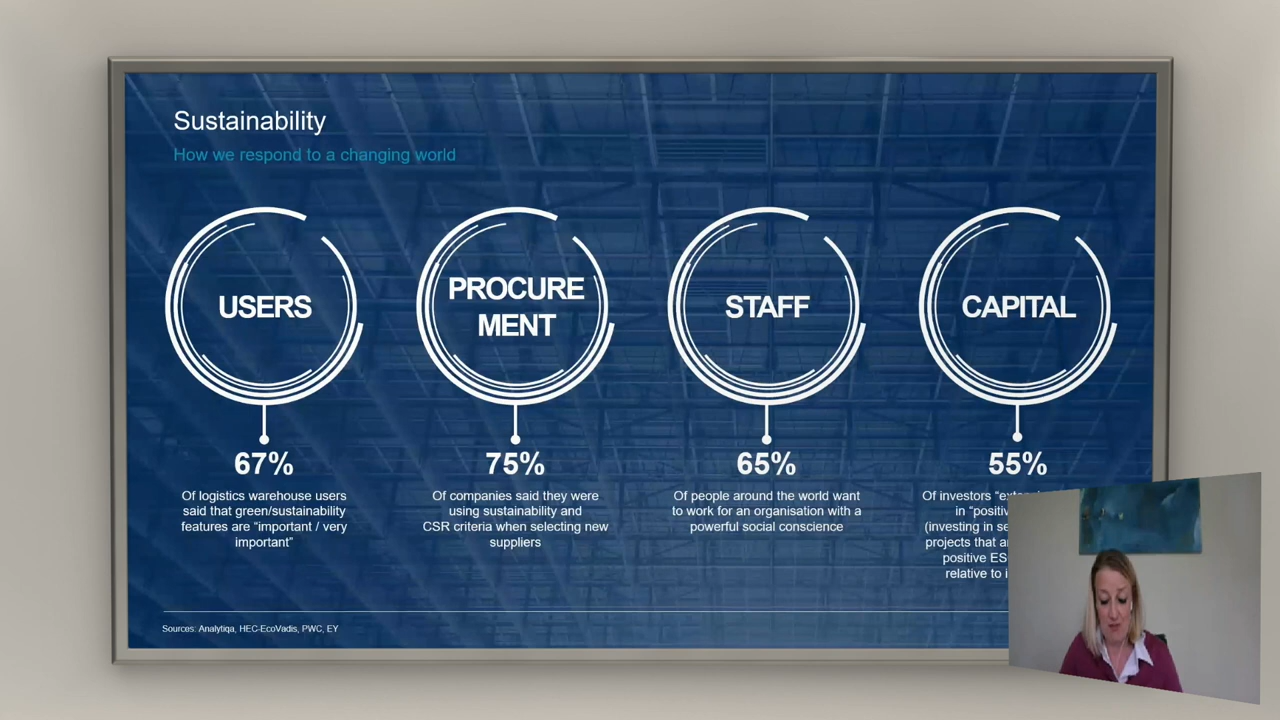 Sustainability
How we respond to a changing world
USERS
PROCURE
MENT
STAFF
CAPITAL
67%
Of logistics warehouse users
said that green/sustainability
features are "important / very
important"
75%
Of companies said they were
using sustainability and
CSR criteria when selecting new
suppliers
65%
Of people around the world want
to work for an organisation with a
powerful social conscience
55%
Of investors
in
(investing in
projects that
positive
relative to
Sources: Analytiqa, HEC-EcoVadis, PWC, EY